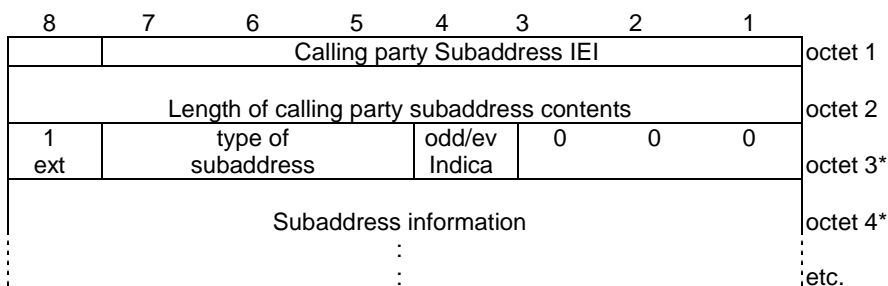 8 7 6 5 4 3 2 1
Calling party Subaddress IEI octet 1
Length of calling party subaddress contents octet 2
1 type of odd/ev 0 0 0
ext subaddress Indica octet 3*
Subaddress information octet 4*
:
: etc.